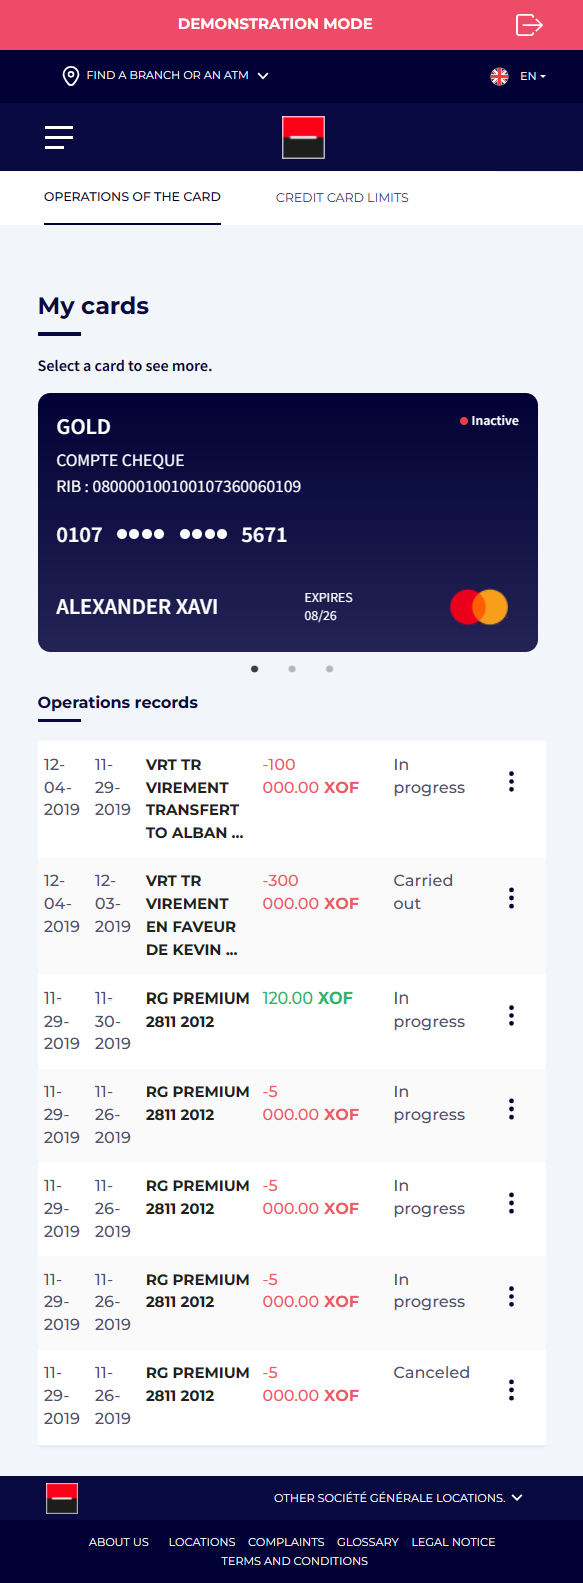 DEMONSTRATION MODE
FIND A BRANCH OR AN ATM
EN
OPERATIONS OF THE CARD
CREDIT CARD LIMITS
My cards
Select a card to see more.
GOLD
Inactive
COMPTE CHEQUE
RIB : 080000100100107360060109
0107 •••• •••• 5671
ALEXANDER XAVI
EXPIRES
08/26
Operations records
12- 11- VRT TR -100 In
04- 29- VIREMENT 000.00 XOF progress
2019 2019 TRANSFERT
TO ALBAN ...
12- 12- VRT TR -300 Carried
04- 03- VIREMENT 000.00 XOF out
2019 2019 EN FAVEUR
DE KEVIN ...
11- 11- RG PREMIUM 120.00 XOF In
29- 30- 2811 2012 progress
2019 2019
11- 11- RG PREMIUM -5 In
29- 26- 2811 2012 000.00 XOF progress
2019 2019
11- 11- RG PREMIUM -5 In
29- 26- 2811 2012 000.00 XOF progress
2019 2019
11- 11- RG PREMIUM -5 In
29- 26- 2811 2012 000.00 XOF progress
2019 2019
11- 11- RG PREMIUM -5 Canceled
29- 26- 2811 2012 000.00 XOF
2019 2019
OTHER SOCIÉTÉ GÉNÉRALE LOCATIONS.
ABOUT US LOCATIONS COMPLAINTS GLOSSARY LEGAL NOTICE
TERMS AND CONDITIONS